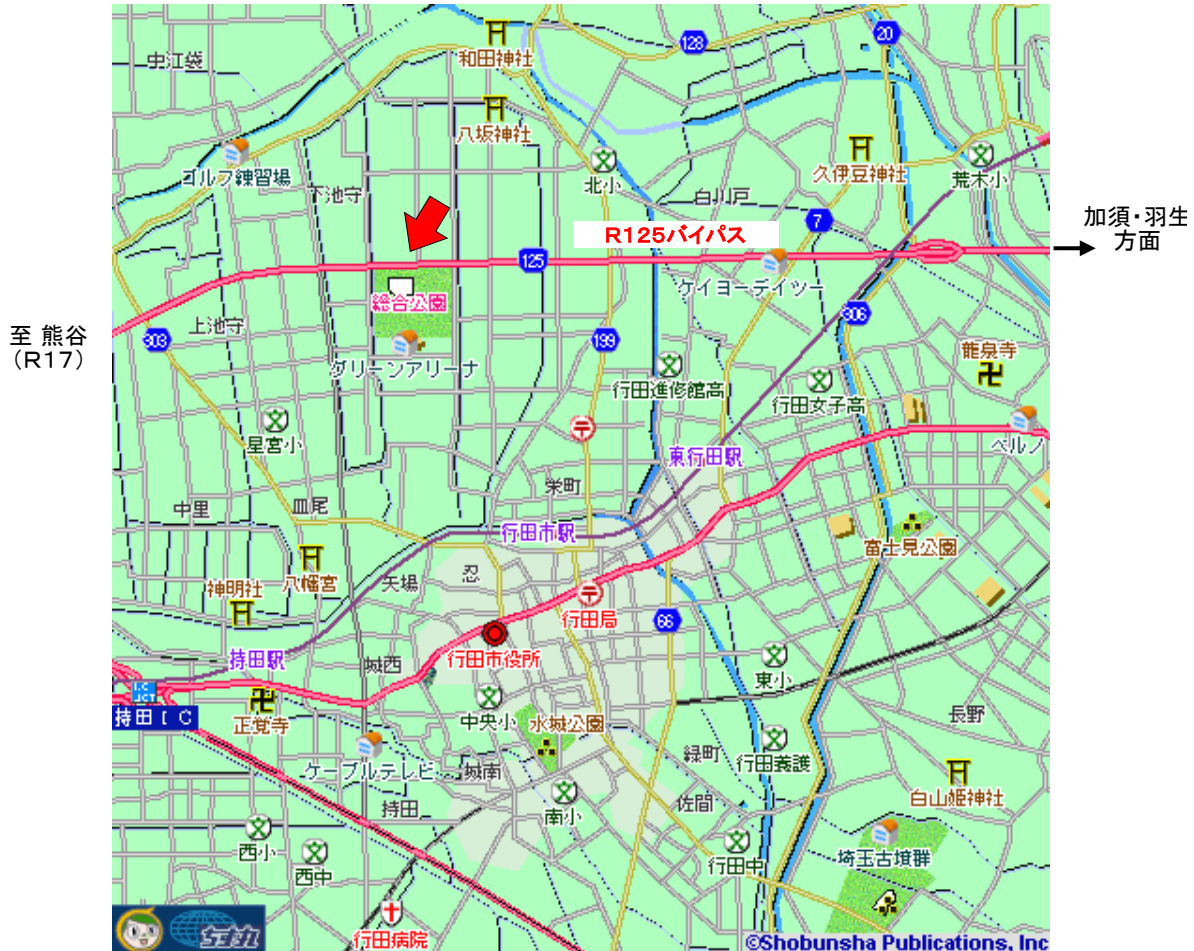 中江袋
和田神社
128
20
八坂神社
ゴルフ練習場
下池守
北小
白川戸
久伊豆神社
荒木小
7
R125バイパス
加須・羽生
方面
125
ケイヨーデイツー
総合公園
306
至 熊谷
(R17)
上池守
303
グリーンアリーナ
199
龍泉寺
行田進修館高
行田女子高
星宮小
東行田駅
ベルノ
栄町
中里
皿尾
行田市駅
富士見公園
神明社
八幡宮
矢場
忍
行田局
66
持田駅
城西
行田市役所
東小
I.C
JCT
持田IC
正覚寺
中央小
水城公園
長野
ケーブルテレビ
城南
緑町
行田養護
持田
南小
佐間
白山姫神社
西小
西中
行田中
埼玉古墳群
行田病院
ちずまる
©Shobunsha Publications, Inc